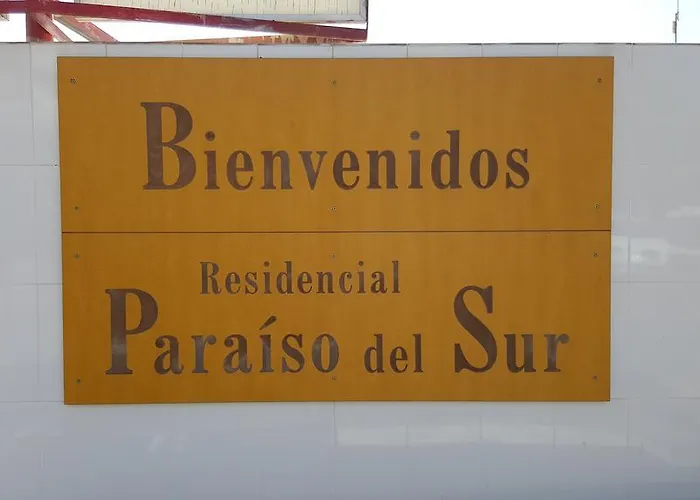 Bienvenidos
Residencial
Paraíso del Sur